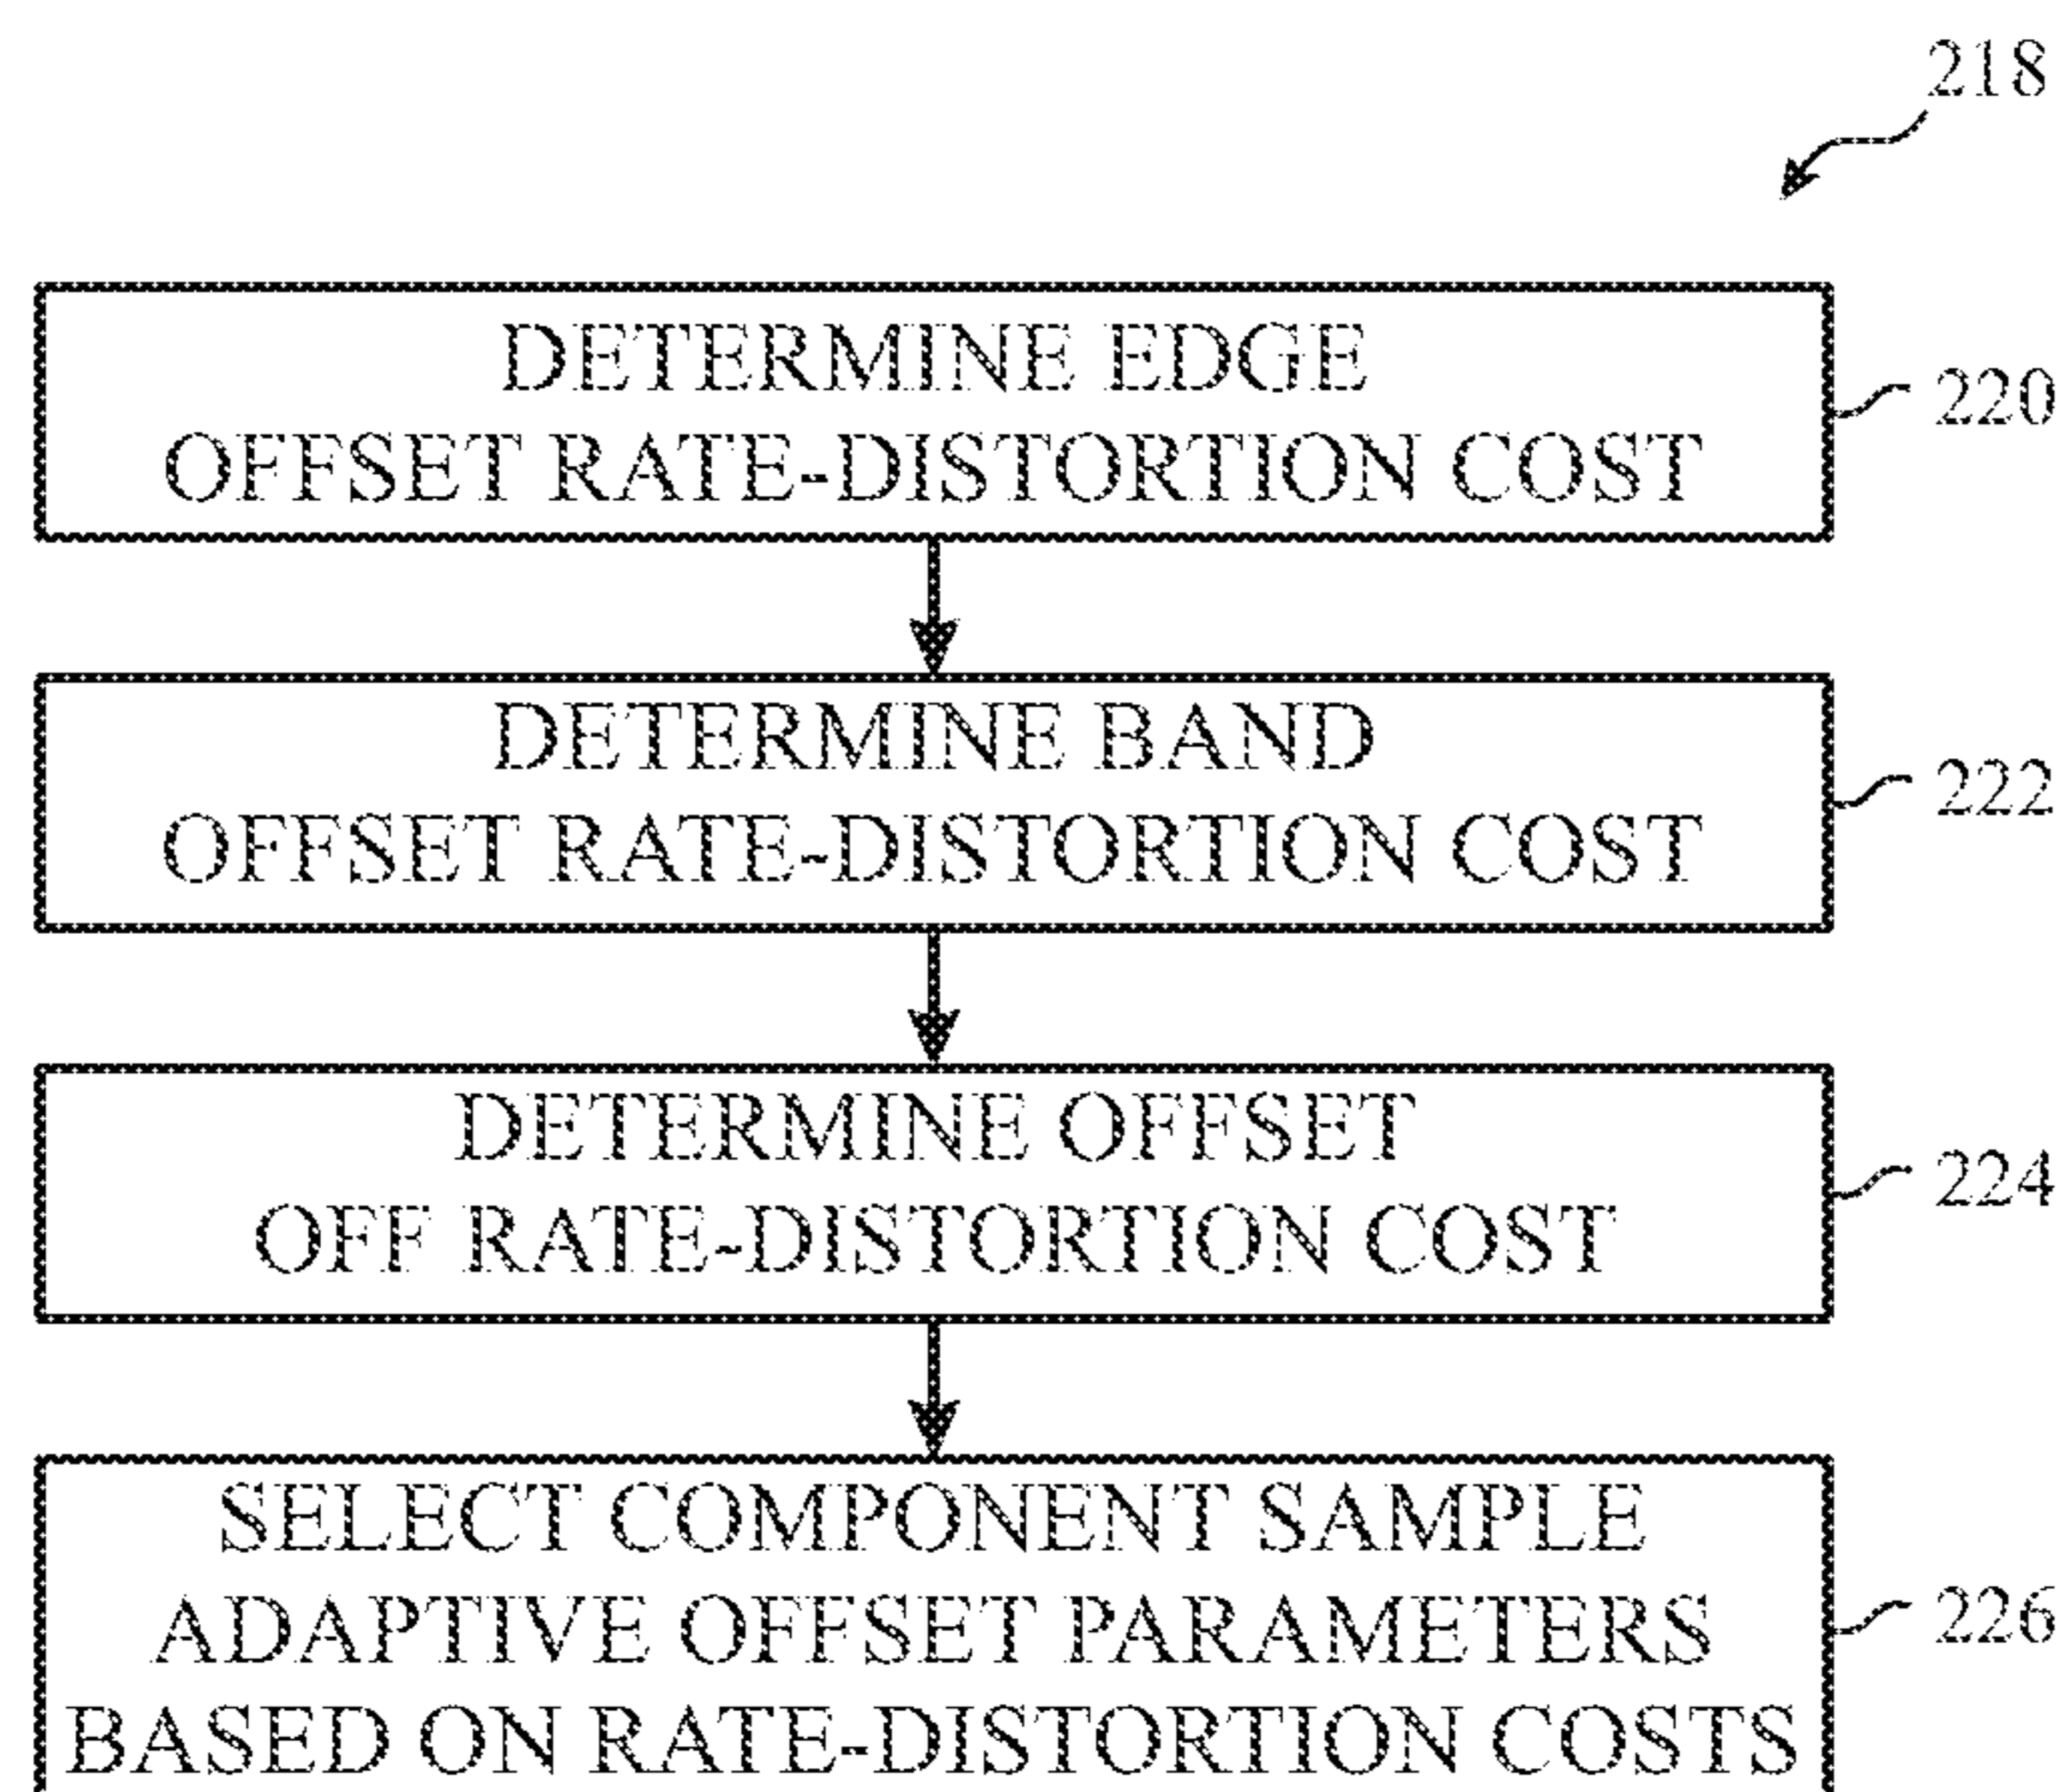 218
DETERMINE EDGE
OFFSET RATE-DISTORTION COST
220
DETERMINE BAND
OFFSET RATE-DISTORTION COST
222
DETERMINE OFFSET
OFF RATE-DISTORTION COST
224
SELECT COMPONENT SAMPLE
ADAPTIVE OFFSET PARAMETERS
BASED ON RATE-DISTORTION COSTS
226